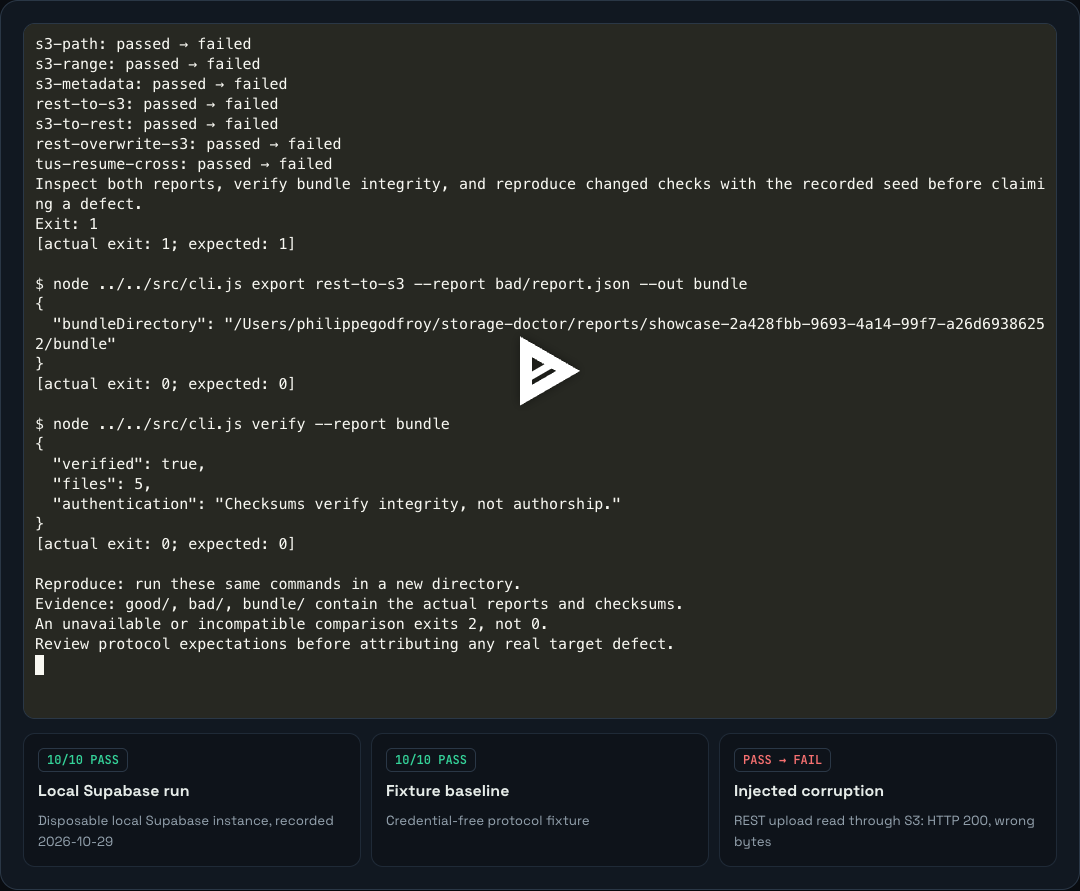 s3-path: passed → failed
s3-range: passed → failed
s3-metadata: passed → failed
rest-to-s3: passed → failed
s3-to-rest: passed → failed
rest-overwrite-s3: passed → failed
tus-resume-cross: passed → failed
Inspect both reports, verify bundle integrity, and reproduce changed checks with the recorded seed before claimi
ng a defect.
Exit: 1
[actual exit: 1; expected: 1]
$ node ../../src/cli.js export rest-to-s3 --report bad/report.json --out bundle
{
  "bundleDirectory": "/Users/philippegodfroy/storage-doctor/reports/showcase-2a428fbb-9693-4a14-99f7-a26d6938625
2/bundle"
}
[actual exit: 0; expected: 0]
$ node ../../src/cli.js verify --report bundle
{
  "verified": true,
  "files": 5,
  "authentication": "Checksums verify integrity, not authorship."
}
[actual exit: 0; expected: 0]
Reproduce: run these same commands in a new directory.
Evidence: good/, bad/, bundle/ contain the actual reports and checksums.
An unavailable or incompatible comparison exits 2, not 0.
Review protocol expectations before attributing any real target defect.
10/10 PASS
Local Supabase run
Disposable local Supabase instance, recorded
2026-10-29
10/10 PASS
Fixture baseline
Credential-free protocol fixture
PASS → FAIL
Injected corruption
REST upload read through S3: HTTP 200, wrong
bytes